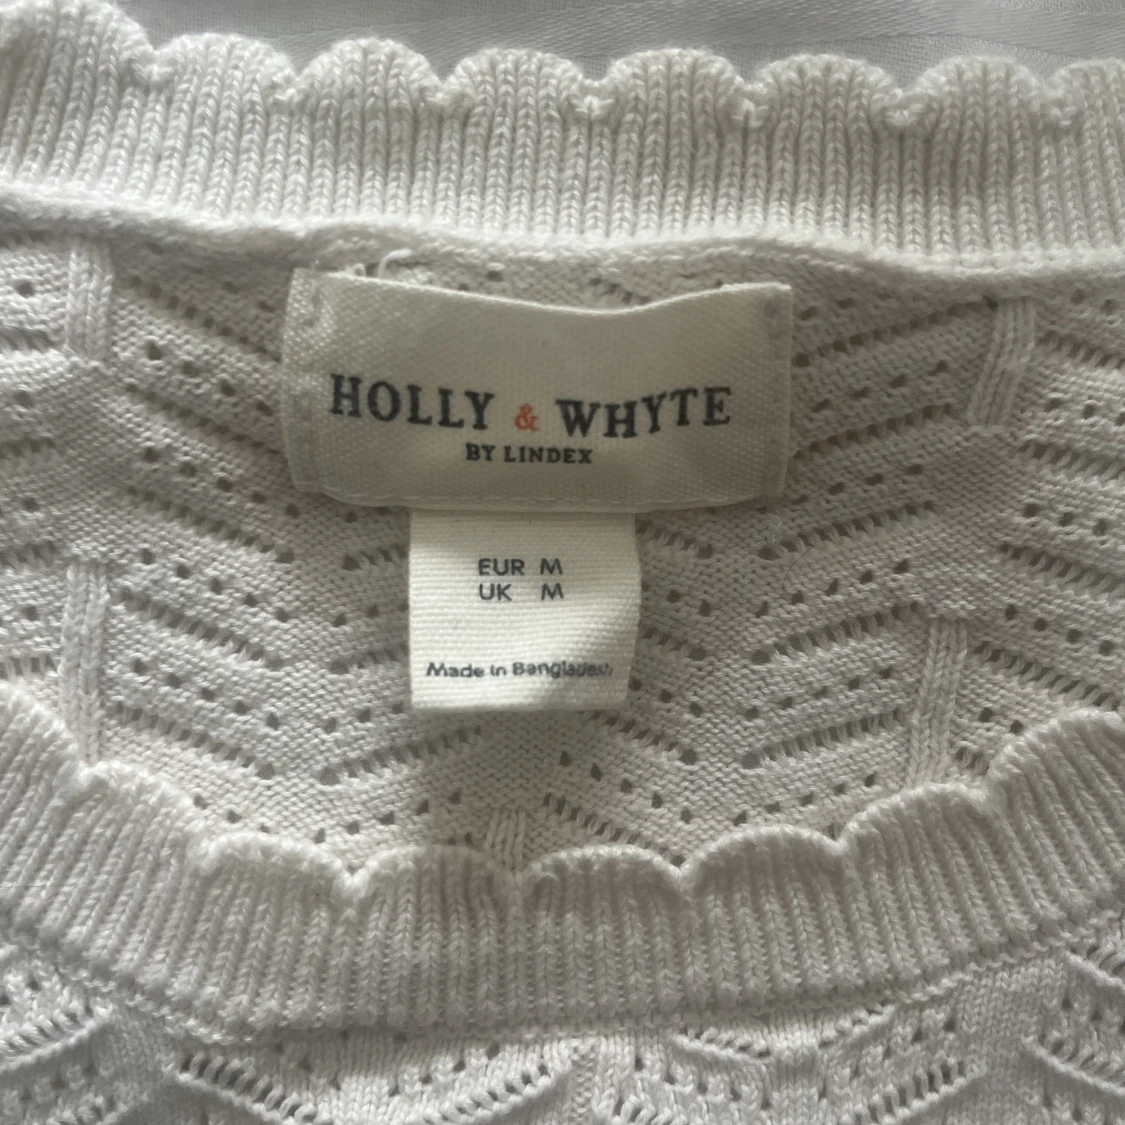 HOLLY & WHYTE
BY LINDEX
EUR M
UK M
Made in Bangladesh